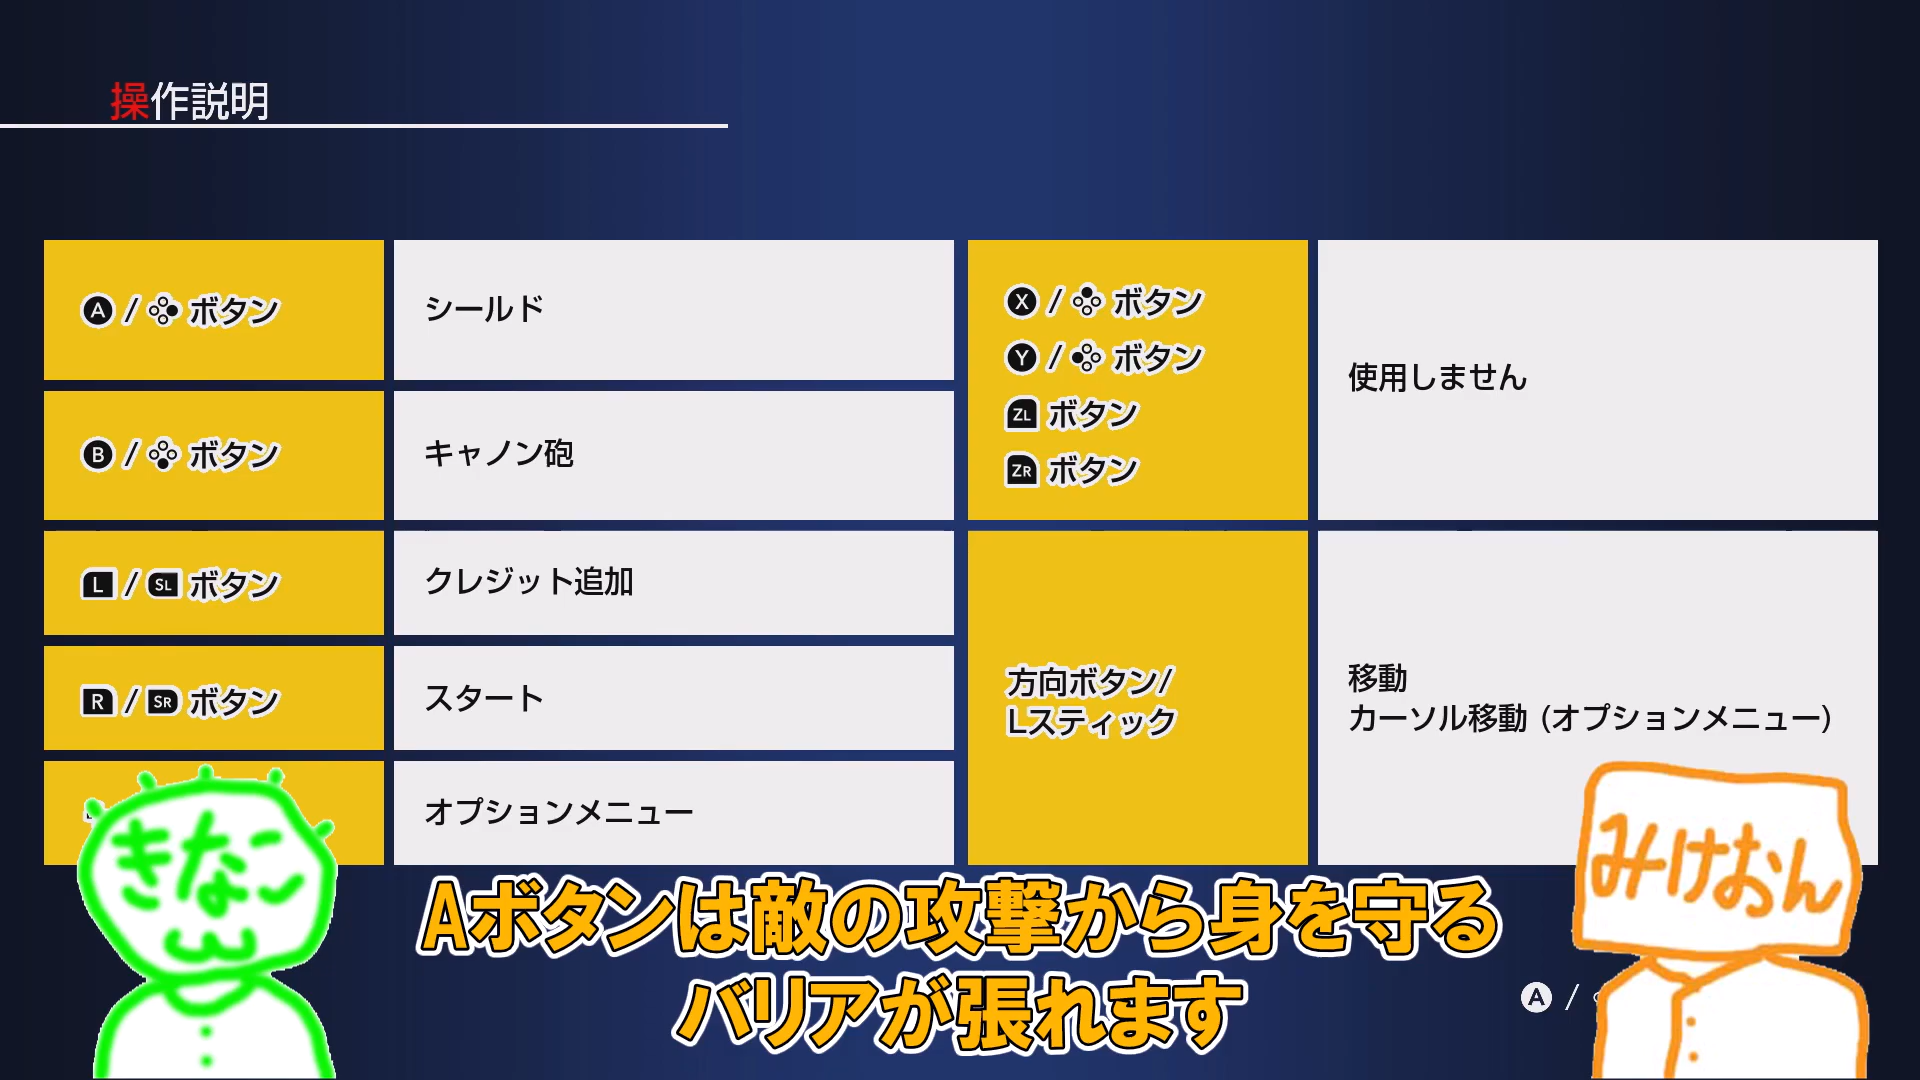 操作説明
A / ボタン
シールド
B / ボタン
キャノン砲
L / SL ボタン
クレジット追加
R / SR ボタン
スタート
オプションメニュー
X / ボタン
Y / ボタン
ZL ボタン
ZR ボタン
使用しません
方向ボタン/
Lスティック
移動
カーソル移動 (オプションメニュー)
きなこ
みけおん
Aボタンは敵の攻撃から身を守る
バリアが張れます
A /